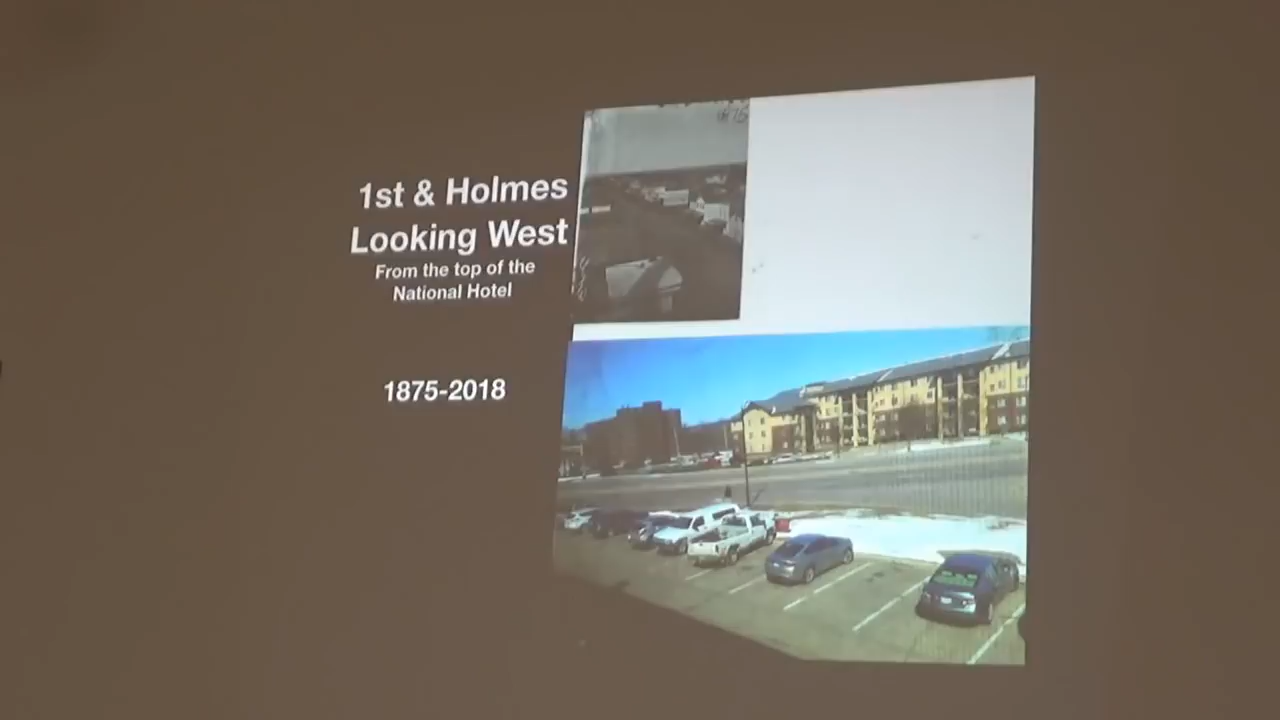 1st & Holmes
Looking West
From the top of the
National Hotel
1875-2018